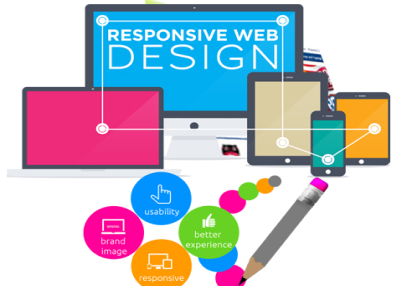 RESPONSIVE WEB
DESIGN
usability
brand
image
better
experience
responsive